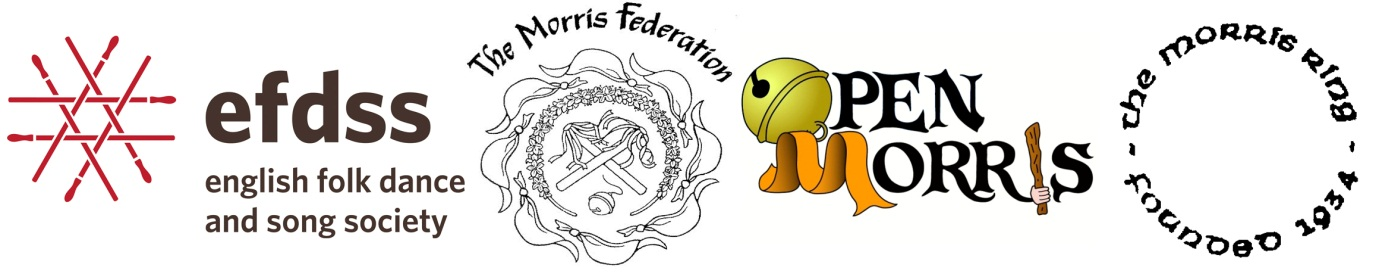 efdss
english folk dance
and song society
The Morris Federation
OPEN
MORRIS
the morris ring
- founded 1934 -